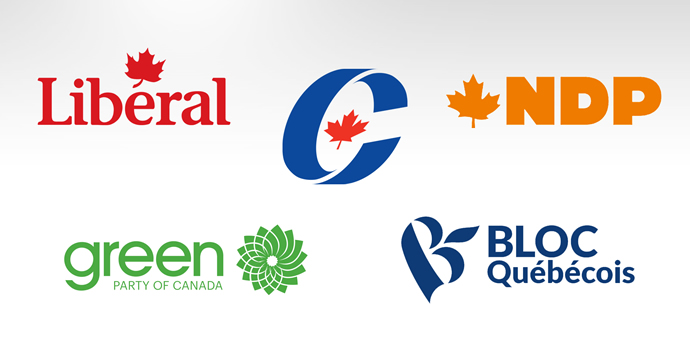 Libéral
C
NDP
green
PARTY OF CANADA
BLOC
Québécois